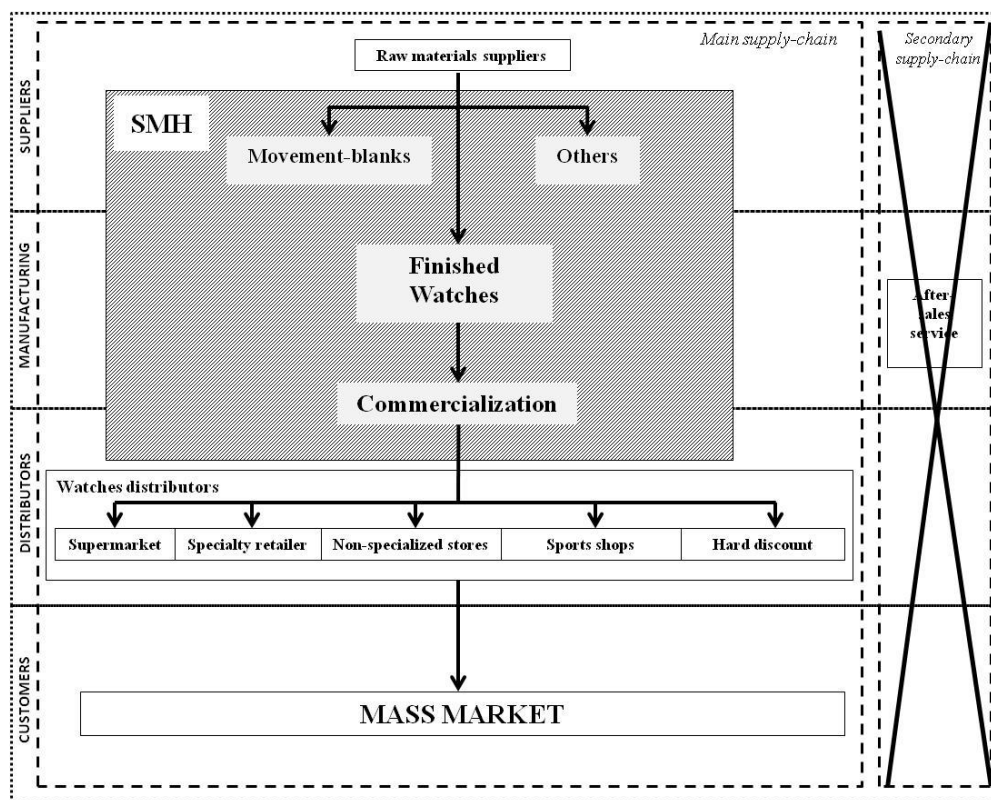 Main supply-chain
Secondary
supply-chain
Raw materials suppliers
SUPPLIERS
SMH
Movement-blanks
Others
MANUFACTURING
Finished
Watches
After-
sales
service
Commercialization
DISTRIBUTORS
Watches distributors
Supermarket
Specialty retailer
Non-specialized stores
Sports shops
Hard discount
CUSTOMERS
MASS MARKET